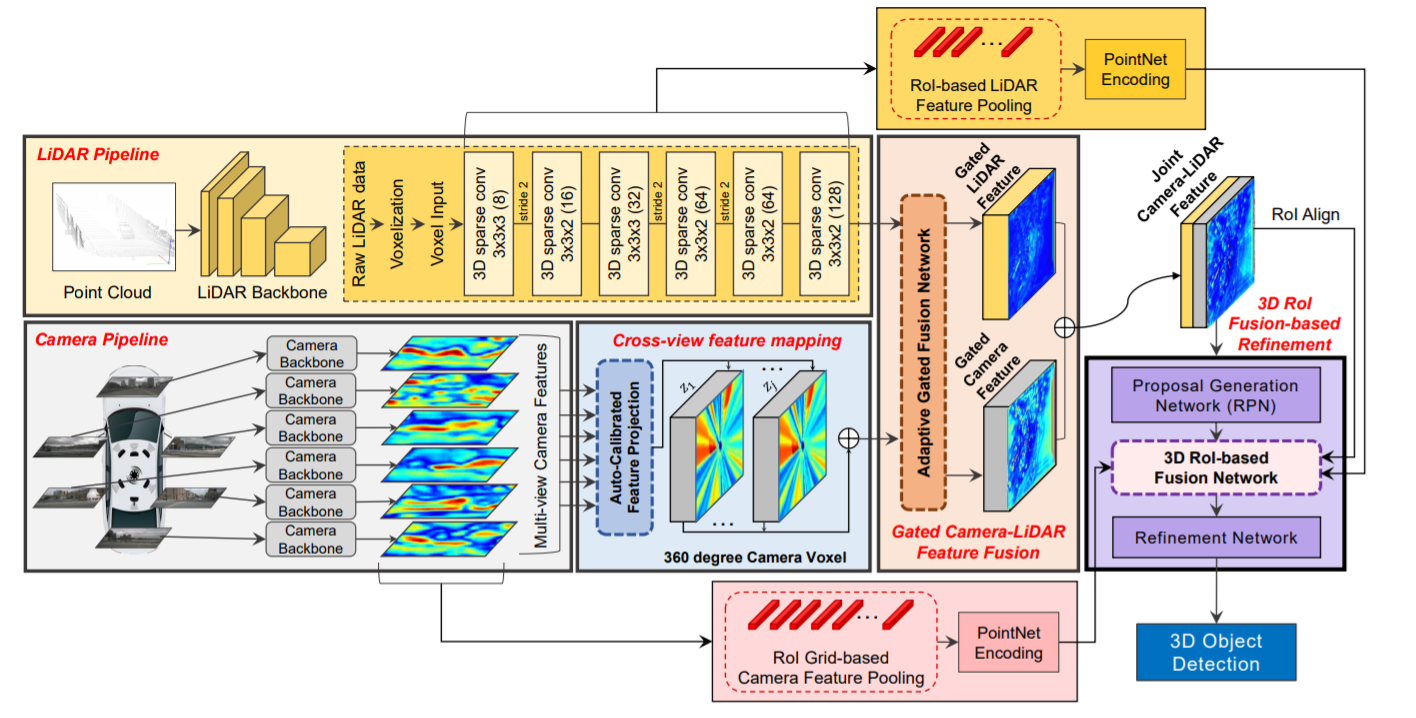 RoI-based LiDAR
Feature Pooling
PointNet
Encoding
LiDAR Pipeline
Point Cloud
LiDAR Backbone
Raw LiDAR data
Voxelization
Voxel Input
3D sparse conv
3x3x3 (8)
stride 2
3D sparse conv
3x3x2 (16)
3D sparse conv
3x3x3 (32)
stride 2
3D sparse conv
3x3x2 (64)
stride 2
3D sparse conv
3x3x2 (64)
3D sparse conv
3x3x2 (128)
Camera Pipeline
Camera
Backbone
Camera
Backbone
Camera
Backbone
Camera
Backbone
Camera
Backbone
Camera
Backbone
Multi-view Camera Features
Cross-view feature mapping
Auto-Calibrated
Feature Projection
z1
...
zj
...
360 degree Camera Voxel
Adaptive Gated Fusion Network
Gated
LiDAR
Feature
Gated
Camera
Feature
Gated Camera-LiDAR
Feature Fusion
Joint
Camera-LiDAR
Feature
RoI Align
3D RoI
Fusion-based
Refinement
Proposal Generation
Network (RPN)
3D RoI-based
Fusion Network
Refinement Network
3D Object
Detection
RoI Grid-based
Camera Feature Pooling
PointNet
Encoding